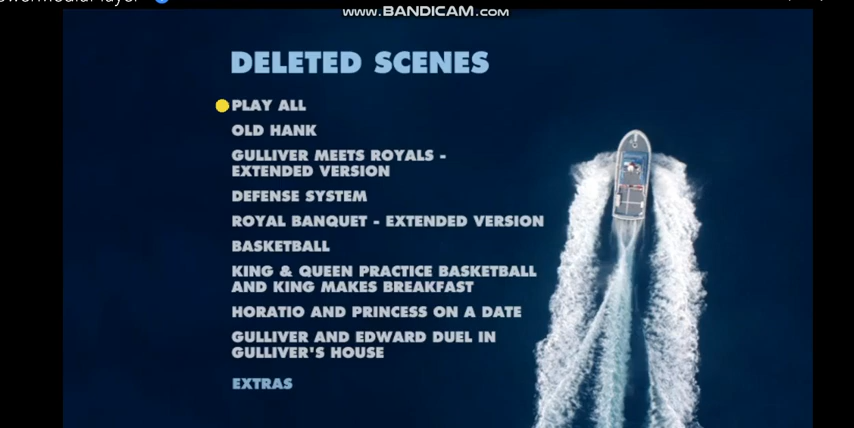 www.BANDICAM.com
DELETED SCENES
PLAY ALL
OLD HANK
GULLIVER MEETS ROYALS -
EXTENDED VERSION
DEFENSE SYSTEM
ROYAL BANQUET - EXTENDED VERSION
BASKETBALL
KING & QUEEN PRACTICE BASKETBALL
AND KING MAKES BREAKFAST
HORATIO AND PRINCESS ON A DATE
GULLIVER AND EDWARD DUEL IN
GULLIVER'S HOUSE
EXTRAS